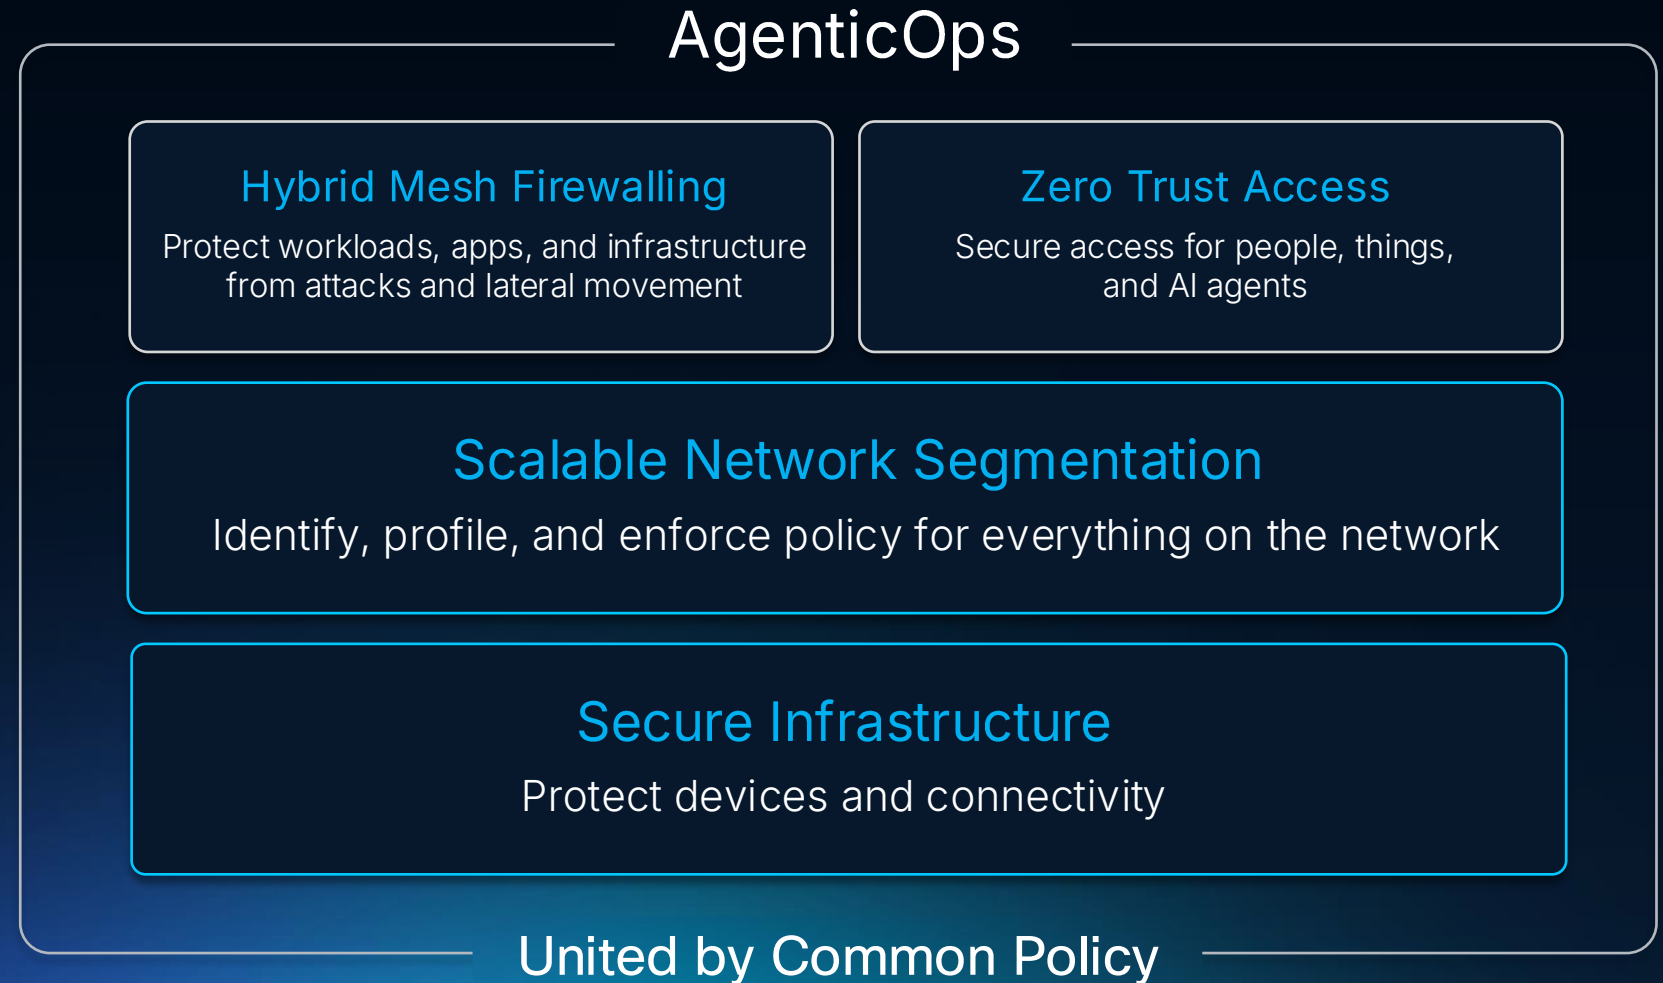 AgenticOps
Hybrid Mesh Firewalling
Protect workloads, apps, and infrastructure
from attacks and lateral movement
Zero Trust Access
Secure access for people, things,
and AI agents
Scalable Network Segmentation
Identify, profile, and enforce policy for everything on the network
Secure Infrastructure
Protect devices and connectivity
United by Common Policy